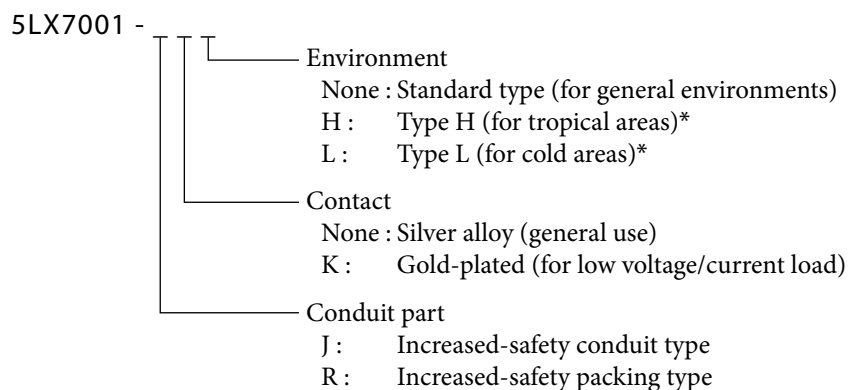 5LX7001 - _ _ _
Environment
None : Standard type (for general environments)
H : Type H (for tropical areas)*
L : Type L (for cold areas)*
Contact
None : Silver alloy (general use)
K : Gold-plated (for low voltage/current load)
Conduit part
J : Increased-safety conduit type
R : Increased-safety packing type